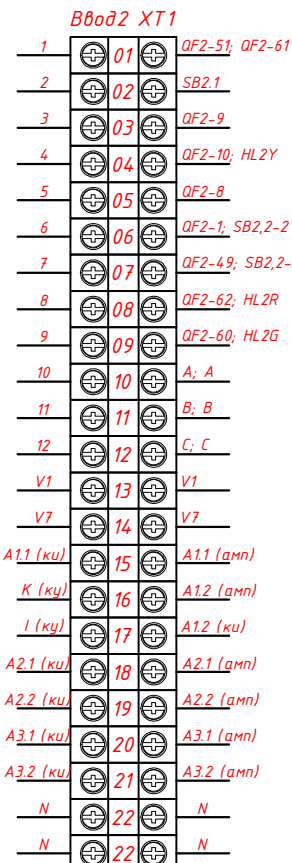 Ввод2 XT1
1 01 QF2-51; QF2-61
2 02 SB2.1
3 03 QF2-9
4 04 QF2-10; HL2Y
5 05 QF2-8
6 06 QF2-1; SB2,2-2
7 07 QF2-49; SB2,2-
8 08 QF2-62; HL2R
9 09 QF2-60; HL2G
10 10 A; A
11 11 B; B
12 12 C; C
V1 13 V1
V7 14 V7
A1.1 (ки) 15 A1.1 (амп)
K (ку) 16 A1.2 (амп)
I (ку) 17 A1.2 (ки)
A2.1 (ки) 18 A2.1 (амп)
A2.2 (ки) 19 A2.2 (амп)
A3.1 (ки) 20 A3.1 (амп)
A3.2 (ки) 21 A3.2 (амп)
N 22 N
N 22 N